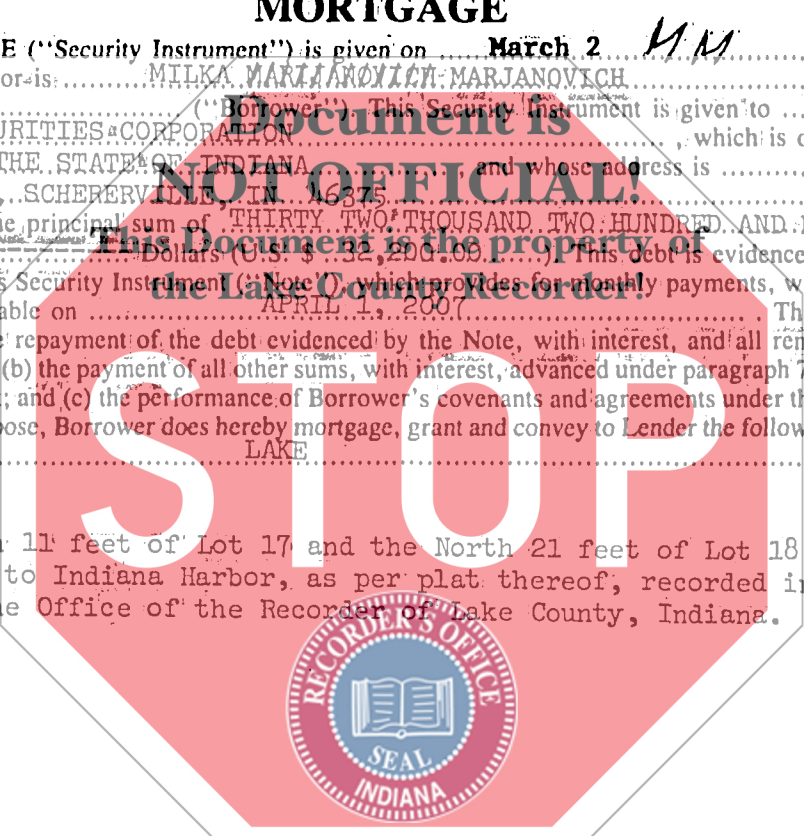 MORTGAGE
E (“Security Instrument”) is given on ..... March 2 MM
or is ........... MILKA MARIJANOVICH MARJANOVICH
(“Borrower”). This Security Instrument is given to ...
URITIES CORPORATION , which is o
THE STATE OF INDIANA and whose address is .........
, SCHERERVILLE, IN 46375
e principal sum of .THIRTY TWO THOUSAND TWO HUNDRED AND
Dollars (U.S. $ 32,200.00 ). This debt is evidence
s Security Instrument (“Note”), which provides for monthly payments, w
able on ........... APRIL 1, 2007 ........... Th
e repayment of the debt evidenced by the Note, with interest, and all ren
(b) the payment of all other sums, with interest, advanced under paragraph 7
; and (c) the performance of Borrower’s covenants and agreements under th
ose, Borrower does hereby mortgage, grant and convey to Lender the follow
LAKE
11 feet of Lot 17 and the North 21 feet of Lot 18
to Indiana Harbor, as per plat thereof, recorded in
e Office of the Recorder of Lake County, Indiana.
Document is
NOT OFFICIAL!
This Document is the property of
the Lake County Recorder!
STOP
RECORDER'S OFFICE
SEAL
INDIANA